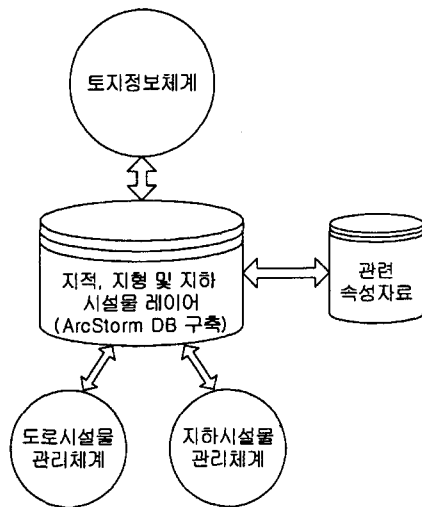 토지정보체계
지적, 지형 및 지하
시설물 레이어
(ArcStorm DB 구축)
관련
속성자료
도로시설물
관리체계
지하시설물
관리체계